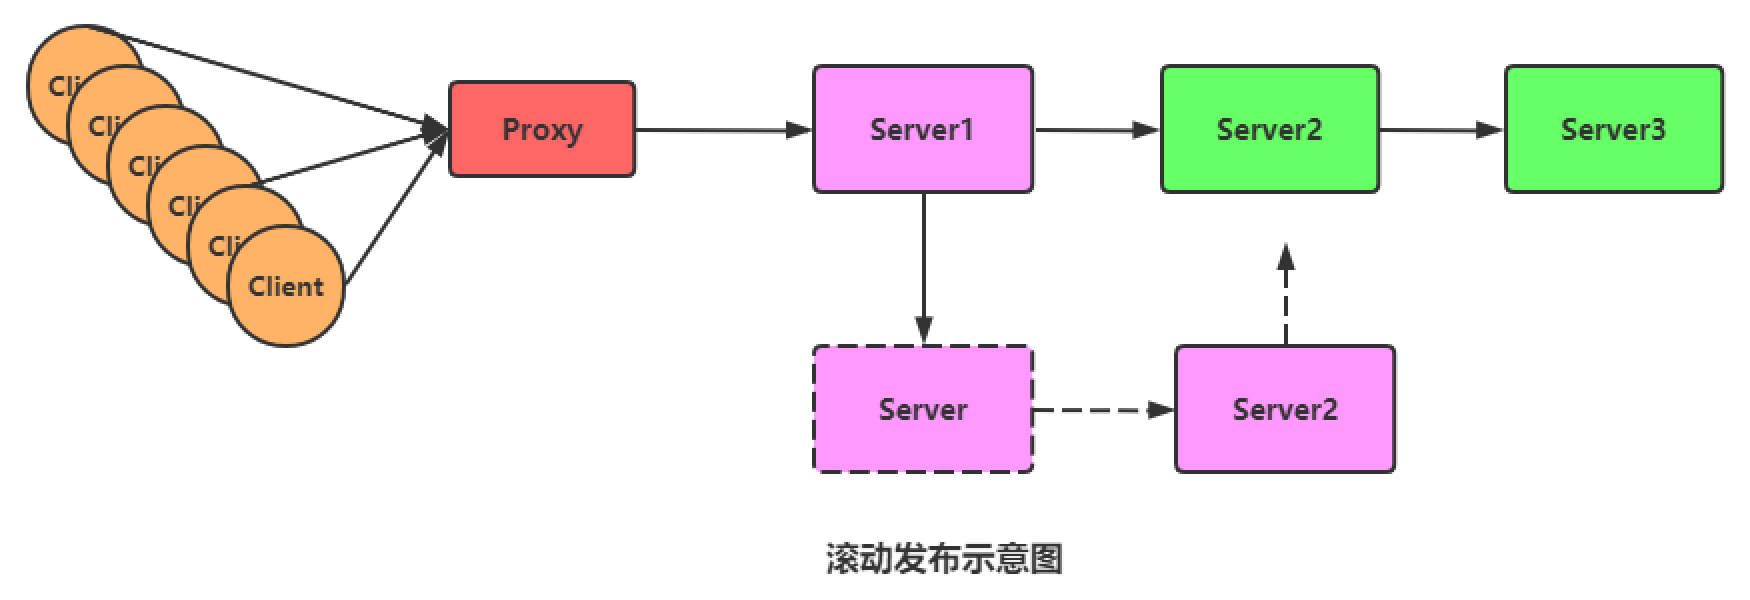 Cli
Cli
Cli
Cli
Cli
Client
Proxy
Server1
Server2
Server3
Server
Server2
滚动发布示意图